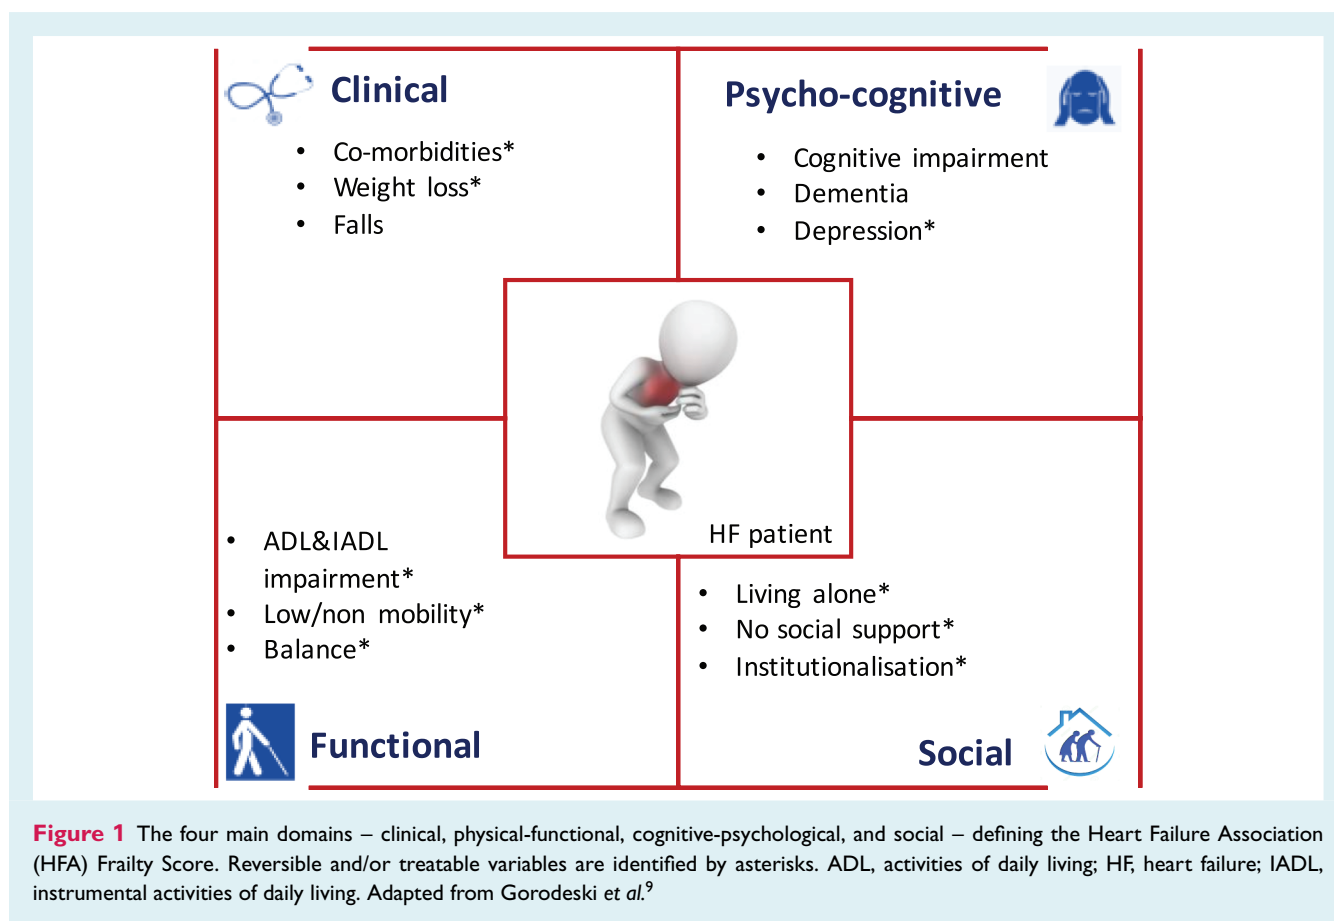 Clinical
• Co-morbidities*
• Weight loss*
• Falls
Psycho-cognitive
• Cognitive impairment
• Dementia
• Depression*
HF patient
• ADL&IADL
impairment*
• Low/non mobility*
• Balance*
Functional
• Living alone*
• No social support*
• Institutionalisation*
Social
Figure 1 The four main domains – clinical, physical-functional, cognitive-psychological, and social – defining the Heart Failure Association
(HFA) Frailty Score. Reversible and/or treatable variables are identified by asterisks. ADL, activities of daily living; HF, heart failure; IADL,
instrumental activities of daily living. Adapted from Gorodeski et al.⁹